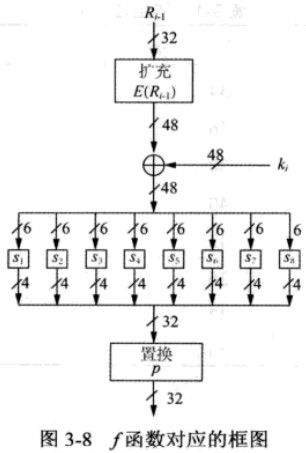 R_{i-1}
32
扩充
E(R_{i-1})
48
48
k_i
48
6 6 6 6 6 6 6 6
s_1 s_2 s_3 s_4 s_5 s_6 s_7 s_8
4 4 4 4 4 4 4 4
32
置换
p
32
图 3-8 f 函数对应的框图